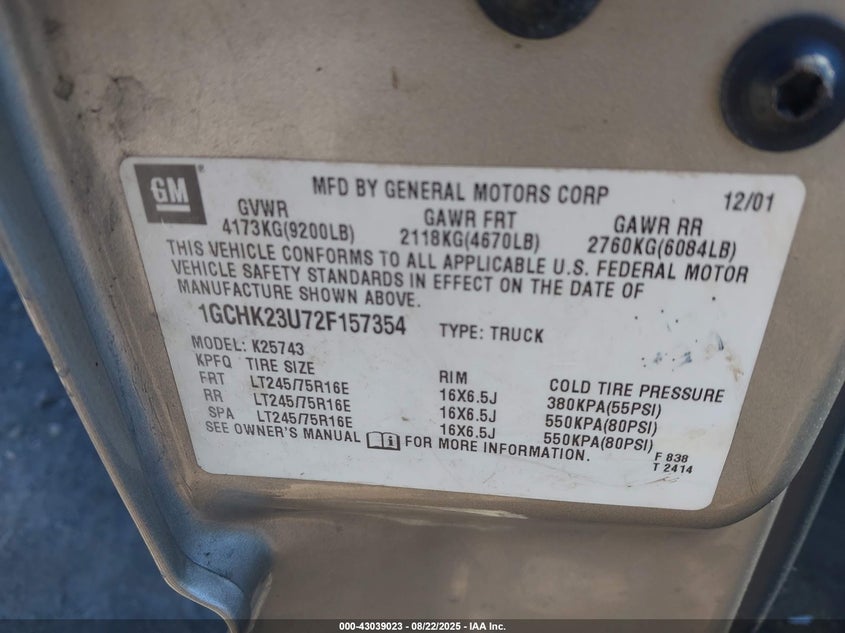 GM
MFD BY GENERAL MOTORS CORP 12/01
GVWR GAWR FRT GAWR RR
4173KG(9200LB) 2118KG(4670LB) 2760KG(6084LB)
THIS VEHICLE CONFORMS TO ALL APPLICABLE U.S. FEDERAL MOTOR
VEHICLE SAFETY STANDARDS IN EFFECT ON THE DATE OF
MANUFACTURE SHOWN ABOVE.
1GCHK23U72F157354 TYPE: TRUCK
MODEL: K25743
KPFQ TIRE SIZE RIM COLD TIRE PRESSURE
FRT LT245/75R16E 16X6.5J 380KPA(55PSI)
RR LT245/75R16E 16X6.5J 550KPA(80PSI)
SPA LT245/75R16E 16X6.5J 550KPA(80PSI)
SEE OWNER'S MANUAL FOR MORE INFORMATION.
F 838
T 2414
000-43039023 - 08/22/2025 - IAA Inc.